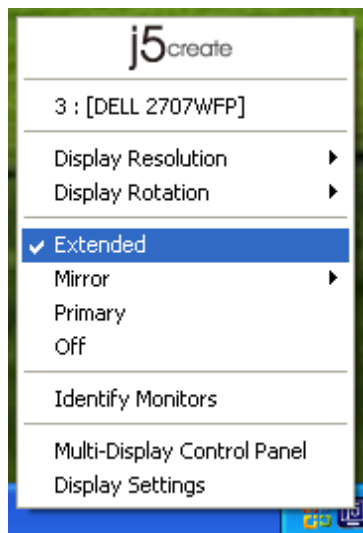 j5create
3 : [DELL 2707WFP]
Display Resolution
Display Rotation
Extended
Mirror
Primary
Off
Identify Monitors
Multi-Display Control Panel
Display Settings